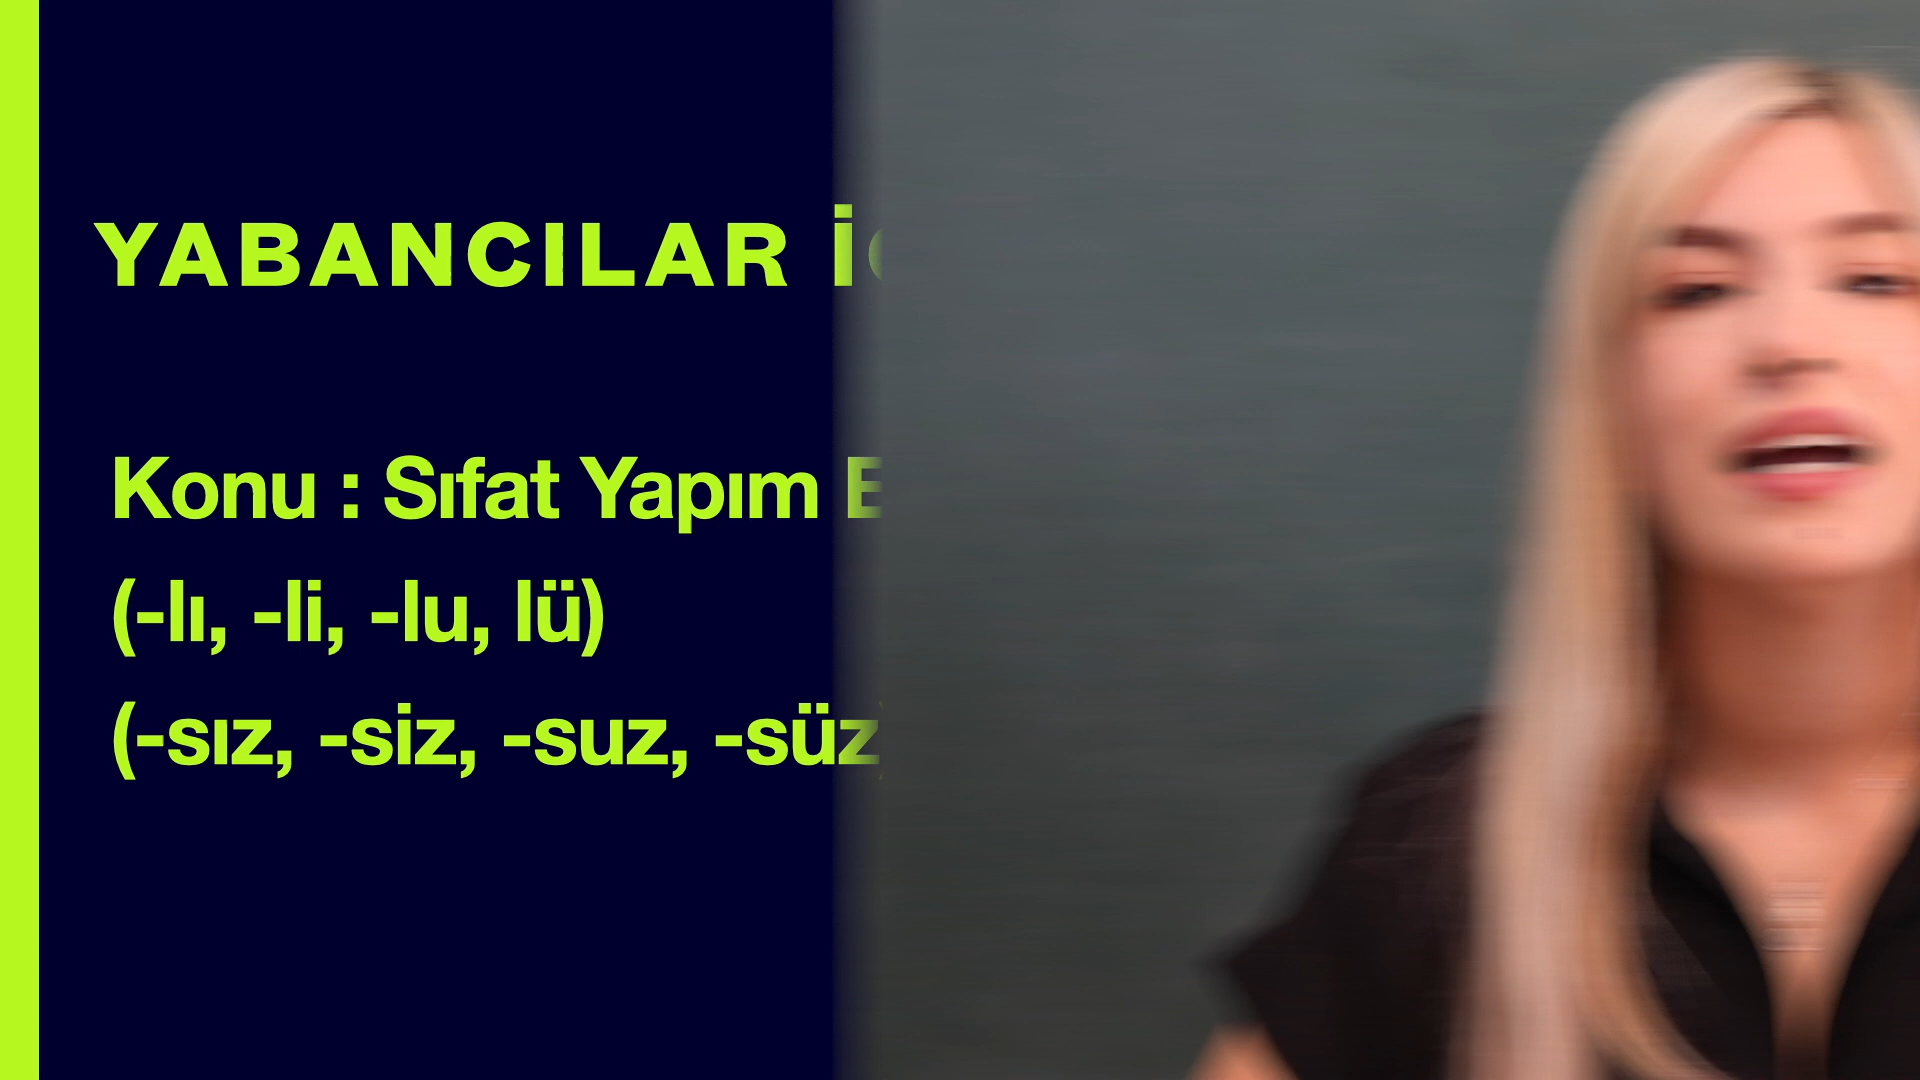 YABANCILAR
Konu : Sıfat Yapım
(-lı, -li, -lu, lü)
(-sız, -siz, -suz, -süz